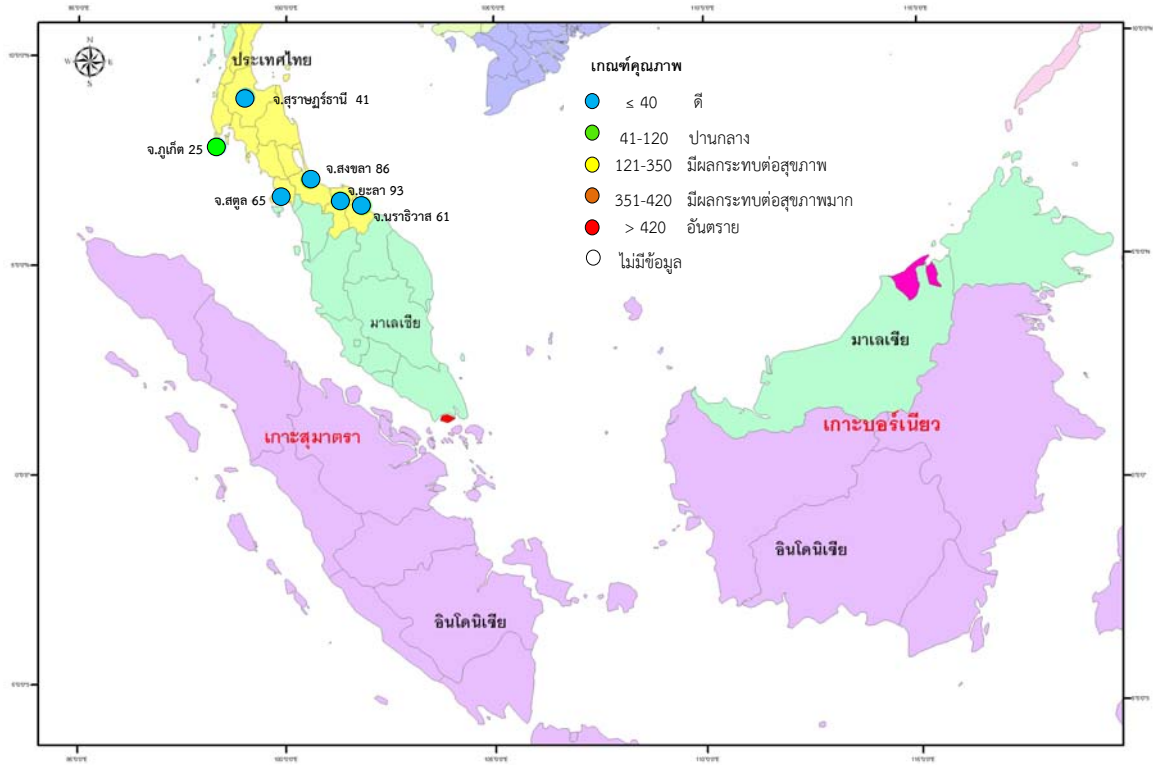 N
W E
S
ประเทศไทย
จ.สุราษฎร์ธานี 41
จ.ภูเก็ต 25
จ.สงขลา 86
จ.ยะลา 93
จ.สตูล 65
จ.นราธิวาส 61
เกณฑ์คุณภาพ
≤ 40 ดี
41-120 ปานกลาง
121-350 มีผลกระทบต่อสุขภาพ
351-420 มีผลกระทบต่อสุขภาพมาก
> 420 อันตราย
ไม่มีข้อมูล
มาเลเซีย
มาเลเซีย
เกาะสุมาตรา
เกาะบอร์เนียว
อินโดนิเซีย
อินโดนิเซีย